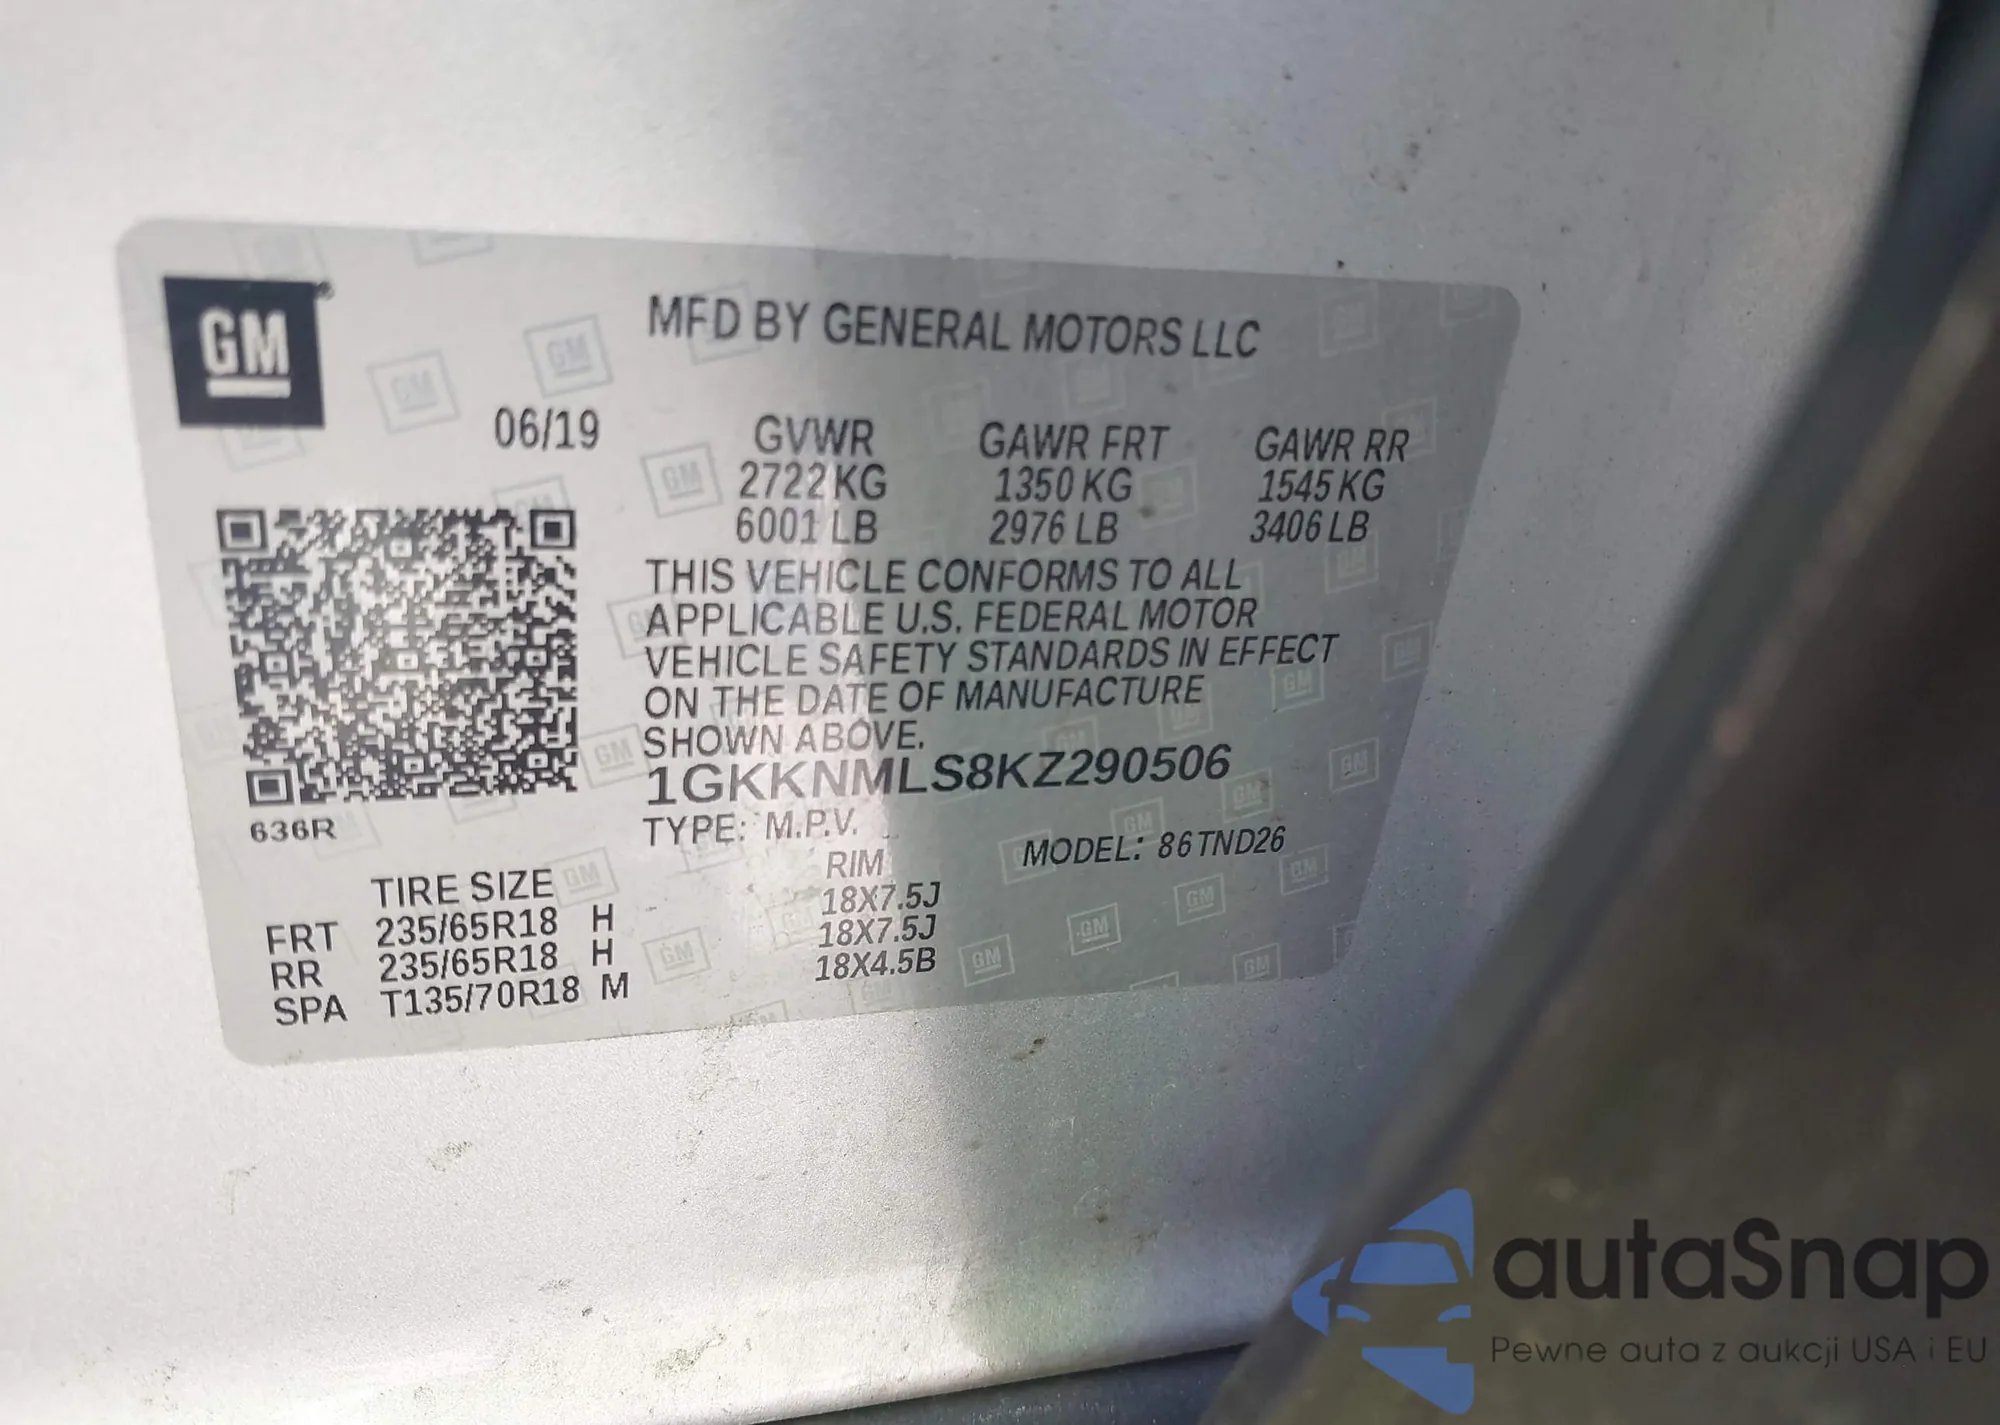 GM
MFD BY GENERAL MOTORS LLC
06/19
GVWR GAWR FRT GAWR RR
2722 KG 1350 KG 1545 KG
6001 LB 2976 LB 3406 LB
THIS VEHICLE CONFORMS TO ALL
APPLICABLE U.S. FEDERAL MOTOR
VEHICLE SAFETY STANDARDS IN EFFECT
ON THE DATE OF MANUFACTURE
SHOWN ABOVE.
1GKKNMLS8KZ290506
636R
TYPE: M.P.V. MODEL: 86TND26
TIRE SIZE RIM
FRT 235/65R18 H 18X7.5J
RR 235/65R18 H 18X7.5J
SPA T135/70R18 M 18X4.5B
autaSnap
Pewne auta z aukcji USA i EU